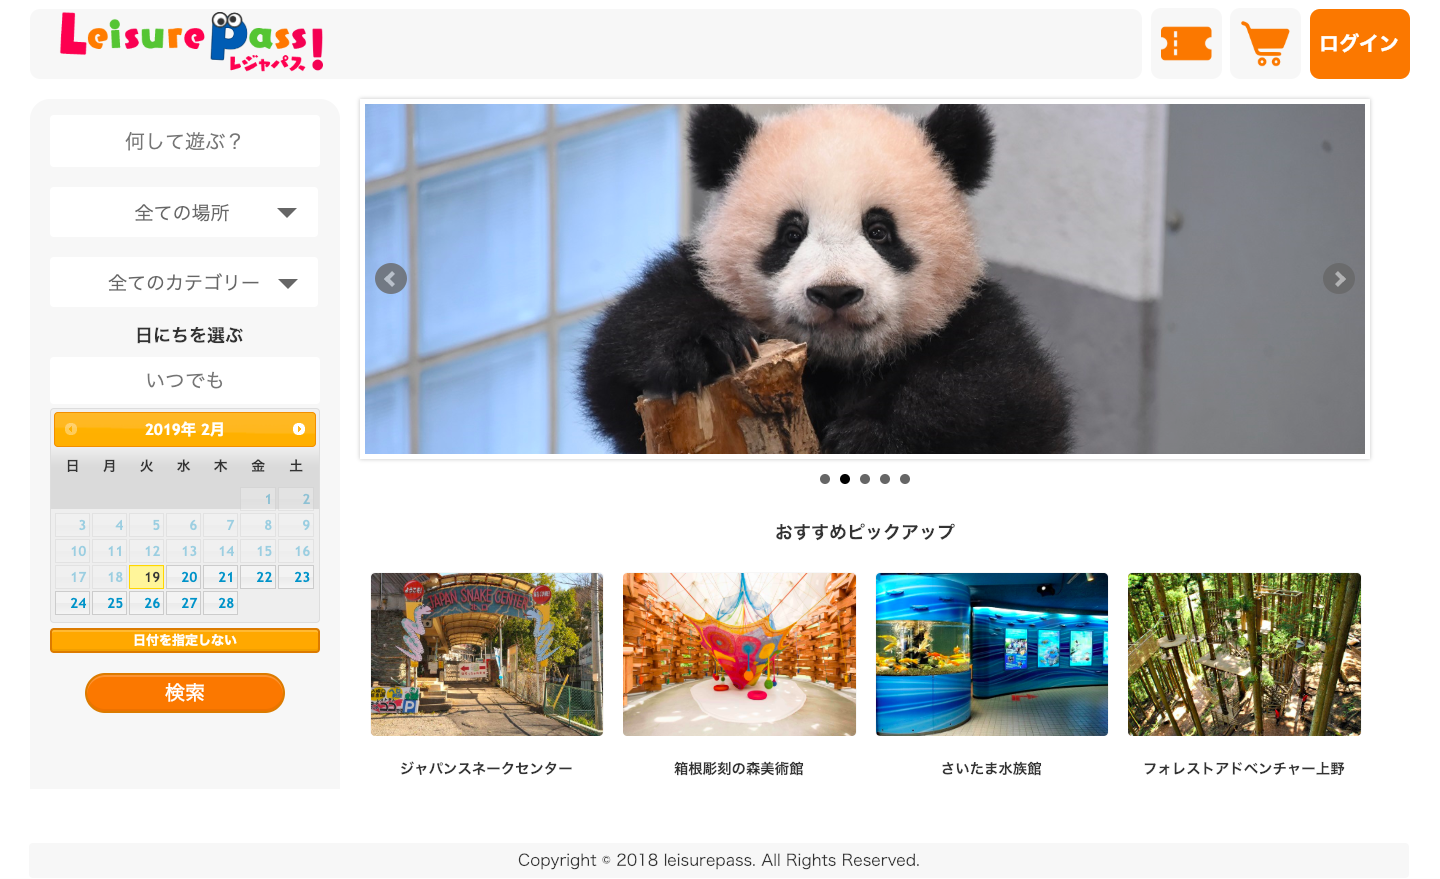 Leisure Pass!
レジャパス
ログイン
何して遊ぶ？
全ての場所
全てのカテゴリー
日にちを選ぶ
いつでも
2019年 2月
日 月 火 水 木 金 土
1 2
3 4 5 6 7 8 9
10 11 12 13 14 15 16
17 18 19 20 21 22 23
24 25 26 27 28
日付を指定しない
検索
おすすめピックアップ
ようこそ!
JAPAN SNAKE CENTER
ジャパンスネークセンター
箱根彫刻の森美術館
さいたま水族館
フォレストアドベンチャー上野
Copyright © 2018 leisurepass. All Rights Reserved.